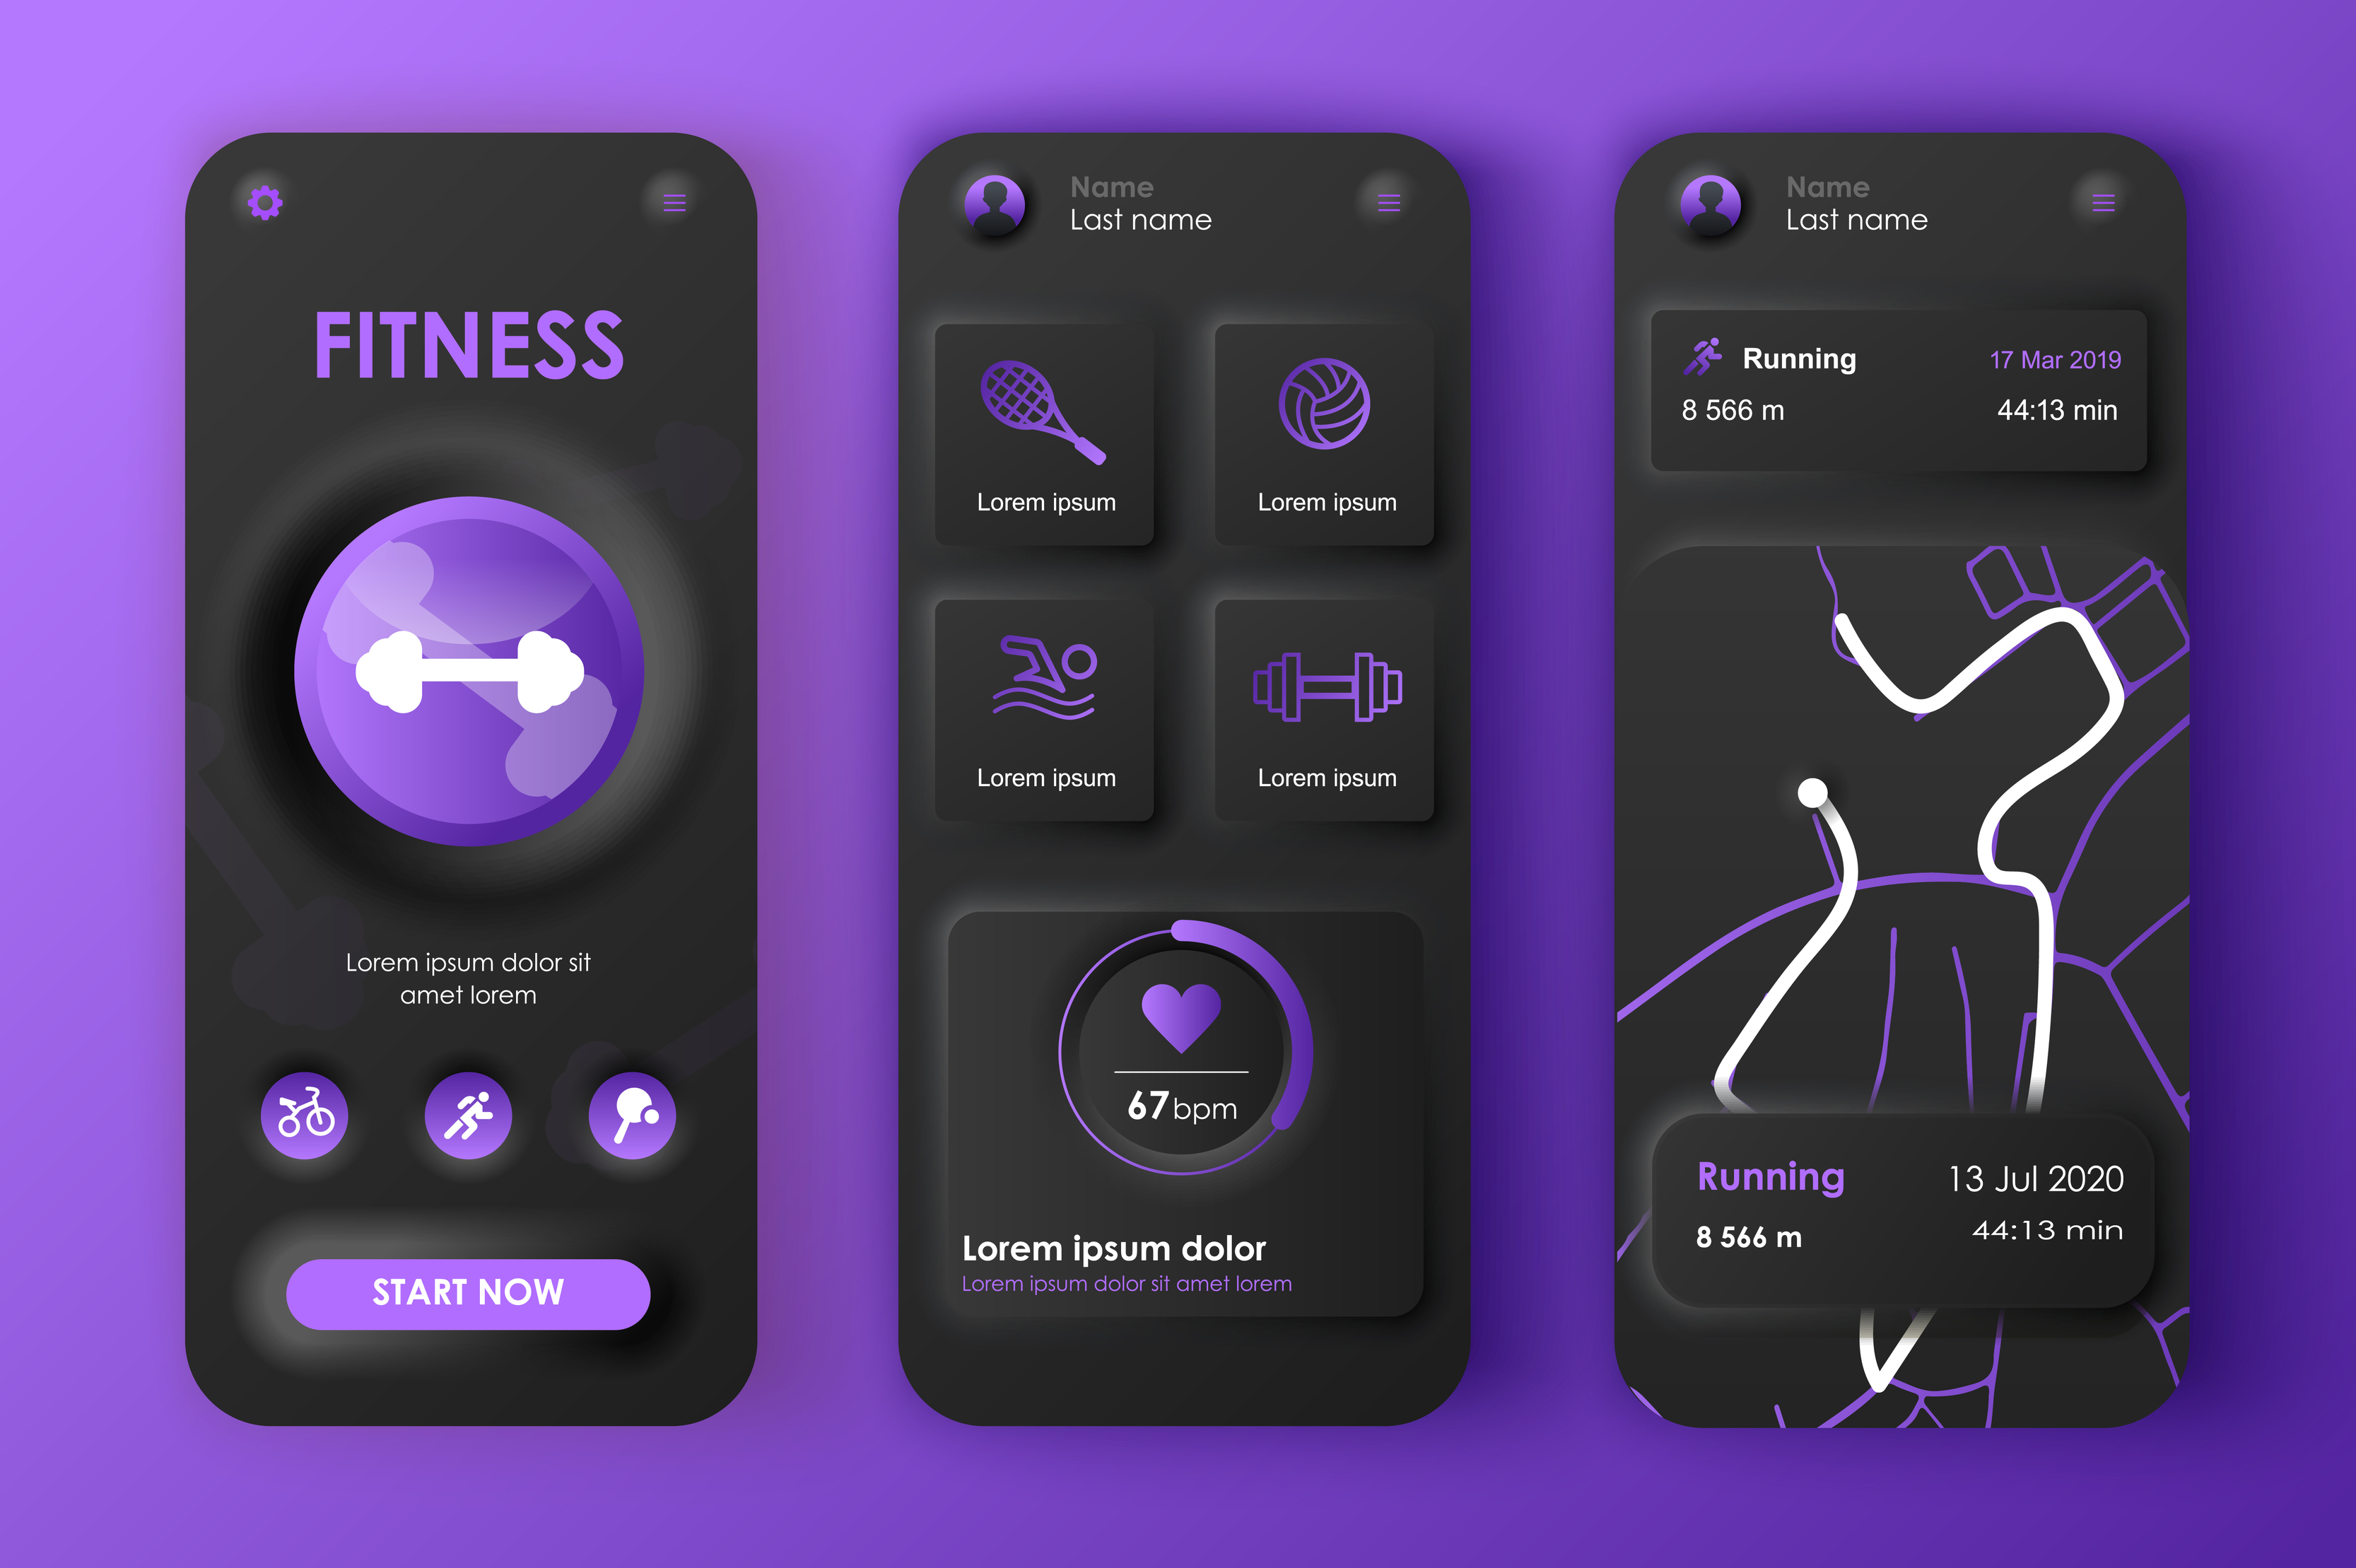 FITNESS
Lorem ipsum dolor sit
amet lorem
START NOW
Name
Last name
Lorem ipsum
Lorem ipsum
Lorem ipsum
Lorem ipsum
67 bpm
Lorem ipsum dolor
Lorem ipsum dolor sit amet lorem
Name
Last name
Running 17 Mar 2019
8 566 m 44:13 min
Running 13 Jul 2020
8 566 m 44:13 min